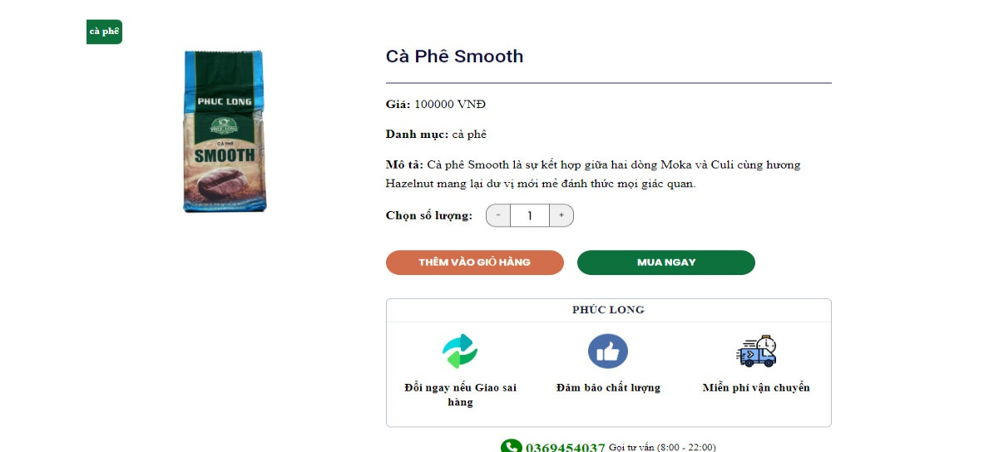 cà phê
PHUC LONG
PHUC LONG
CÀ PHÊ
SMOOTH
Cà Phê Smooth
Giá: 100000 VNĐ
Danh mục: cà phê
Mô tả: Cà phê Smooth là sự kết hợp giữa hai dòng Moka và Culi cùng hương
Hazelnut mang lại dư vị mới mẻ đánh thức mọi giác quan.
Chọn số lượng: - 1 +
THÊM VÀO GIỎ HÀNG
MUA NGAY
PHÚC LONG
Đổi ngay nếu Giao sai
hàng
Đảm bảo chất lượng
Miễn phí vận chuyển
0369454037 Gọi tư vấn (8:00 - 22:00)